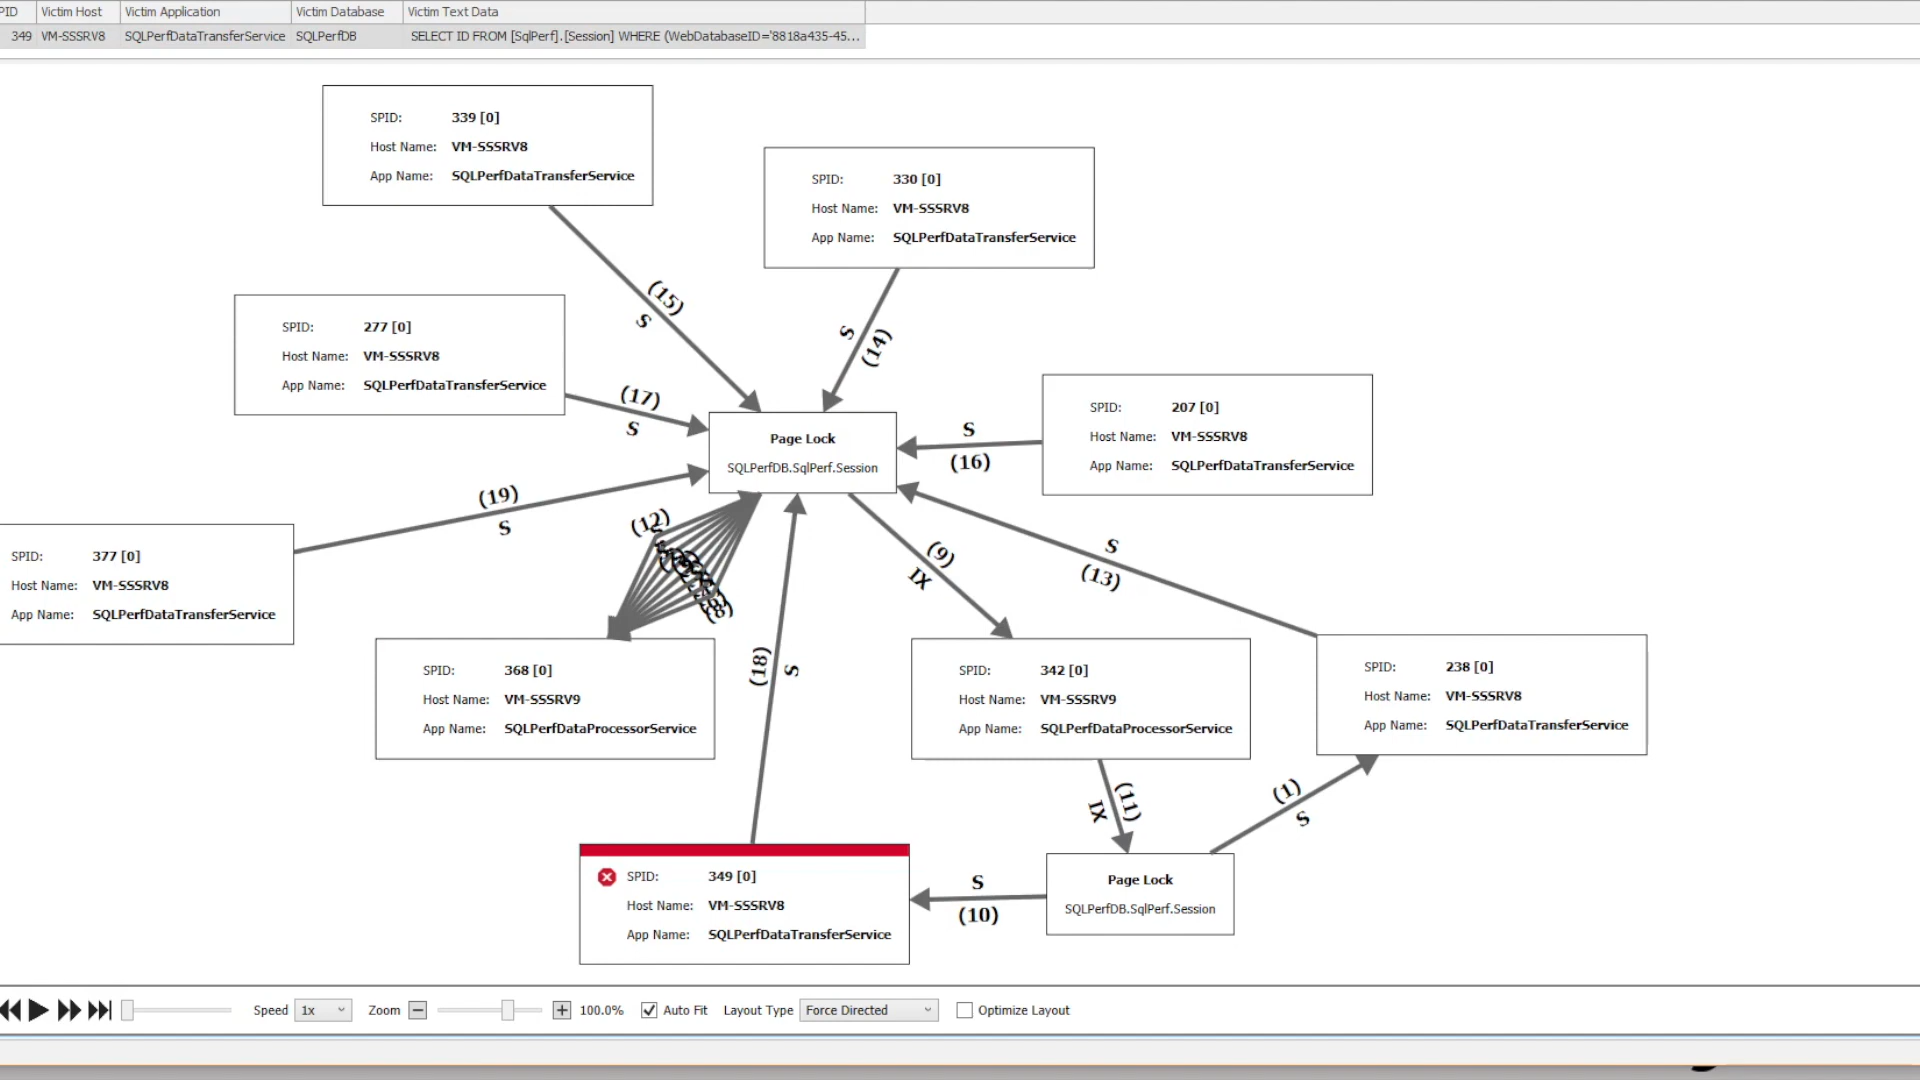 PID Victim Host Victim Application Victim Database Victim Text Data
349 VM-SSSRV8 SQLPerfDataTransferService SQLPerfDB SELECT ID FROM [SqlPerf].[Session] WHERE (WebDatabaseID='8818a435-45...
SPID: 339 [0]
Host Name: VM-SSSRV8
App Name: SQLPerfDataTransferService
SPID: 330 [0]
Host Name: VM-SSSRV8
App Name: SQLPerfDataTransferService
(15)
S
S
(14)
SPID: 277 [0]
Host Name: VM-SSSRV8
App Name: SQLPerfDataTransferService
(17)
S
SPID: 207 [0]
Host Name: VM-SSSRV8
App Name: SQLPerfDataTransferService
S
(16)
Page Lock
SQLPerfDB.SqlPerf.Session
(19)
S
SPID: 377 [0]
Host Name: VM-SSSRV8
App Name: SQLPerfDataTransferService
(12)
(8)
(9)
IX
S
(13)
(18)
S
SPID: 368 [0]
Host Name: VM-SSSRV9
App Name: SQLPerfDataProcessorService
SPID: 342 [0]
Host Name: VM-SSSRV9
App Name: SQLPerfDataProcessorService
SPID: 238 [0]
Host Name: VM-SSSRV8
App Name: SQLPerfDataTransferService
(11)
IX
(1)
S
SPID: 349 [0]
Host Name: VM-SSSRV8
App Name: SQLPerfDataTransferService
S
(10)
Page Lock
SQLPerfDB.SqlPerf.Session
Speed 1x Zoom 100.0% Auto Fit Layout Type Force Directed Optimize Layout